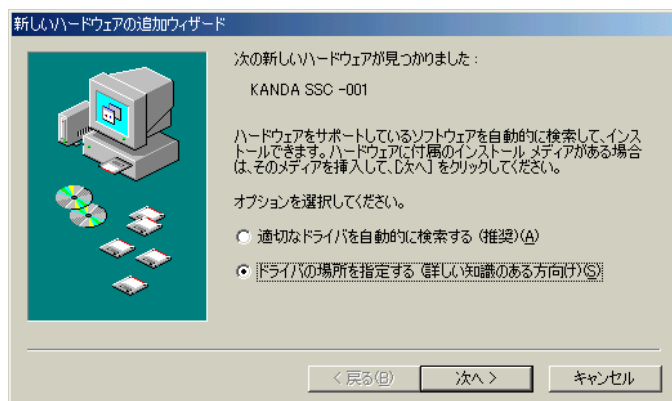 新しいハードウェアの追加ウィザード
次の新しいハードウェアが見つかりました：
KANDA SSC -001
ハードウェアをサポートしているソフトウェアを自動的に検索して、インス
トールできます。ハードウェアに付属のインストール メディアがある場合
は、そのメディアを挿入して、[次へ] をクリックしてください。
オプションを選択してください。
適切なドライバを自動的に検索する (推奨)(A)
ドライバの場所を指定する (詳しい知識のある方向け)(S)
< 戻る(B)
次へ >
キャンセル